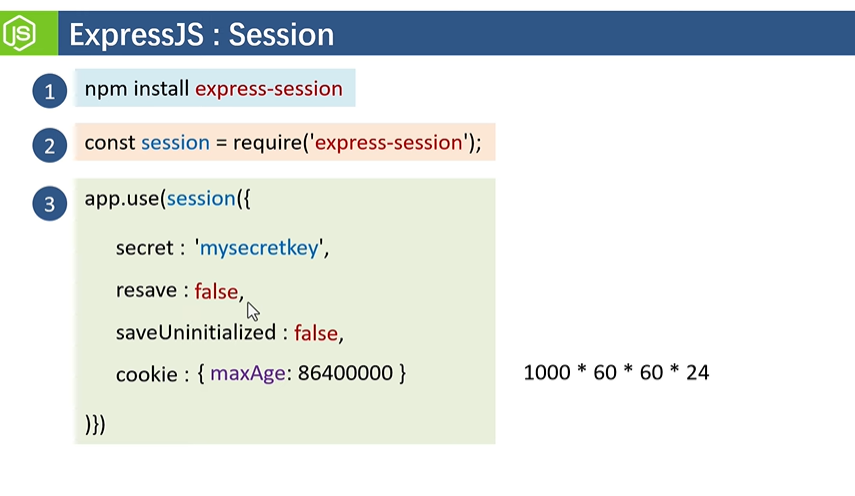 JS
ExpressJS : Session
1
npm install express-session
2
const session = require('express-session');
3
app.use(session({
secret : 'mysecretkey',
resave : false,
saveUninitialized : false,
cookie : { maxAge: 86400000 }
1000 * 60 * 60 * 24
)})